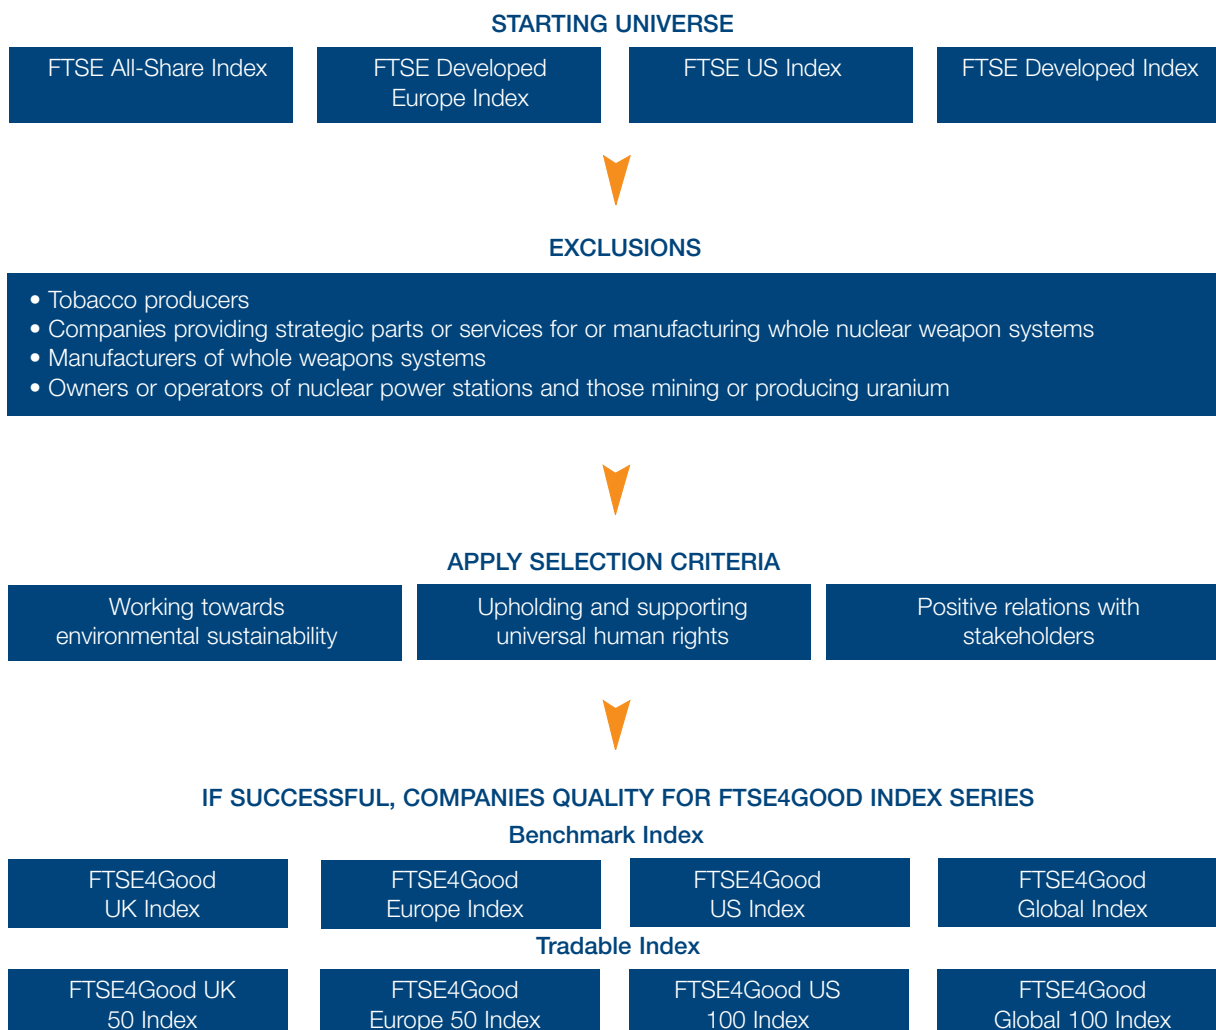 STARTING UNIVERSE
FTSE All-Share Index
FTSE Developed
Europe Index
FTSE US Index
FTSE Developed Index
EXCLUSIONS
• Tobacco producers
• Companies providing strategic parts or services for or manufacturing whole nuclear weapon systems
• Manufacturers of whole weapons systems
• Owners or operators of nuclear power stations and those mining or producing uranium
APPLY SELECTION CRITERIA
Working towards
environmental sustainability
Upholding and supporting
universal human rights
Positive relations with
stakeholders
IF SUCCESSFUL, COMPANIES QUALITY FOR FTSE4GOOD INDEX SERIES
Benchmark Index
FTSE4Good
UK Index
FTSE4Good
Europe Index
FTSE4Good
US Index
FTSE4Good
Global Index
Tradable Index
FTSE4Good UK
50 Index
FTSE4Good
Europe 50 Index
FTSE4Good US
100 Index
FTSE4Good
Global 100 Index